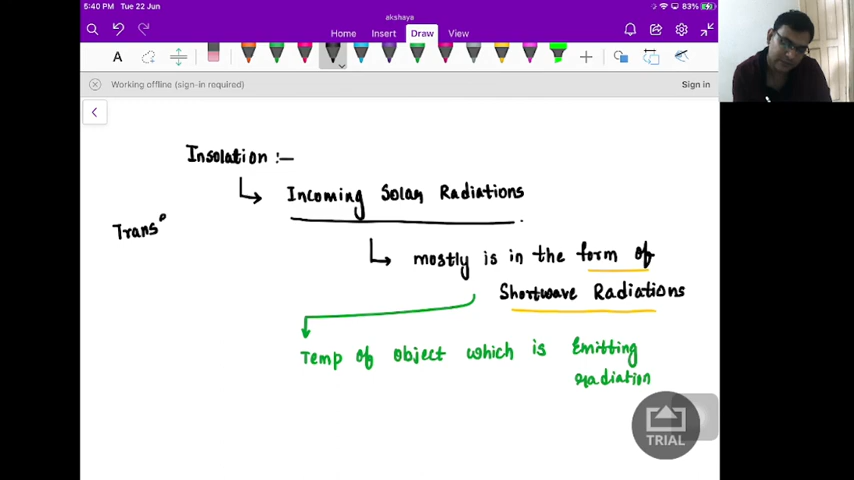 5:40 PM Tue 22 Jun
83%
akshaya
Home Insert Draw View
Working offline (sign-in required)
Sign in
Insolation :-
Incoming Solar Radiations
Trans°
mostly is in the form of
Shortwave Radiations
Temp of object which is Emitting
radiation
TRIAL